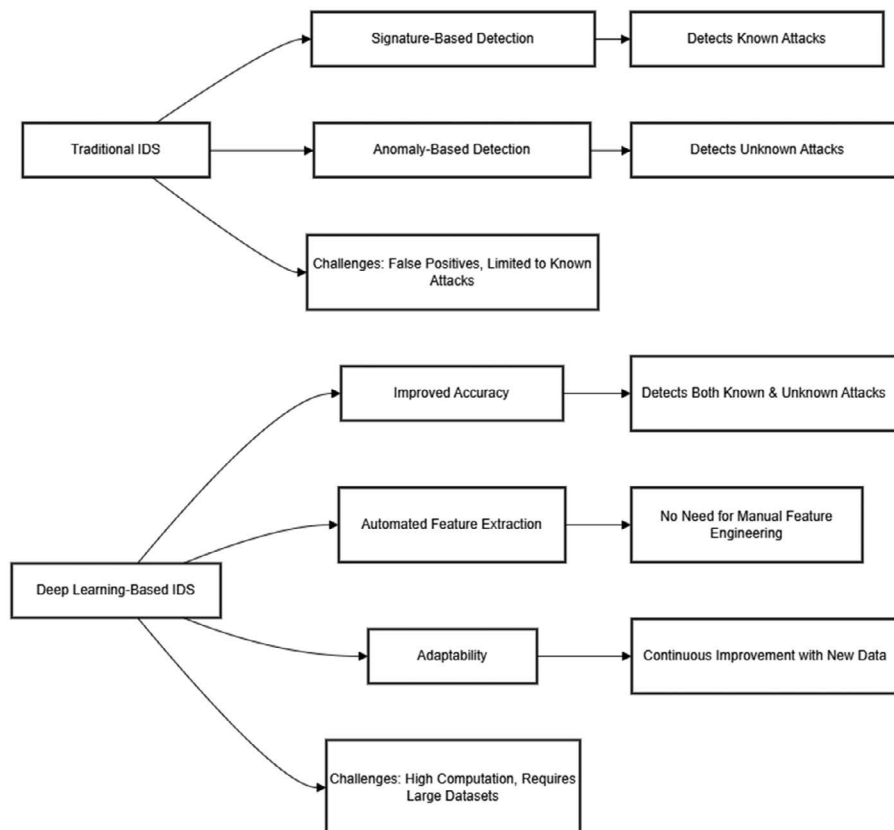 Signature-Based Detection
Detects Known Attacks
Traditional IDS
Anomaly-Based Detection
Detects Unknown Attacks
Challenges: False Positives, Limited to Known
Attacks
Improved Accuracy
Detects Both Known & Unknown Attacks
Automated Feature Extraction
No Need for Manual Feature
Engineering
Deep Learning-Based IDS
Adaptability
Continuous Improvement with New Data
Challenges: High Computation, Requires
Large Datasets